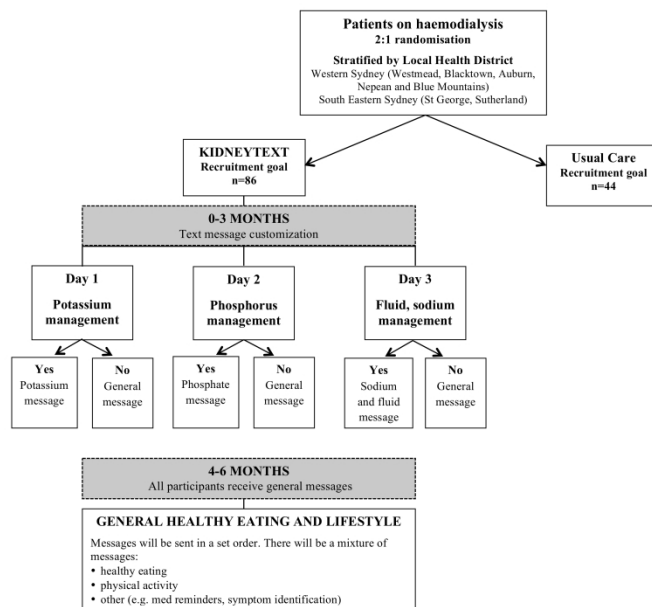 Patients on haemodialysis
2:1 randomisation
Stratified by Local Health District
Western Sydney (Westmead, Blacktown, Auburn,
Nepean and Blue Mountains)
South Eastern Sydney (St George, Sutherland)
KIDNEYTEXT
Recruitment goal
n=86
Usual Care
Recruitment goal
n=44
0-3 MONTHS
Text message customization
Day 1
Potassium
management
Day 2
Phosphorus
management
Day 3
Fluid, sodium
management
Yes
Potassium
message
No
General
message
Yes
Phosphate
message
No
General
message
Yes
Sodium
and fluid
message
No
General
message
4-6 MONTHS
All participants receive general messages
GENERAL HEALTHY EATING AND LIFESTYLE
Messages will be sent in a set order. There will be a mixture of
messages:
• healthy eating
• physical activity
• other (e.g. med reminders, symptom identification)